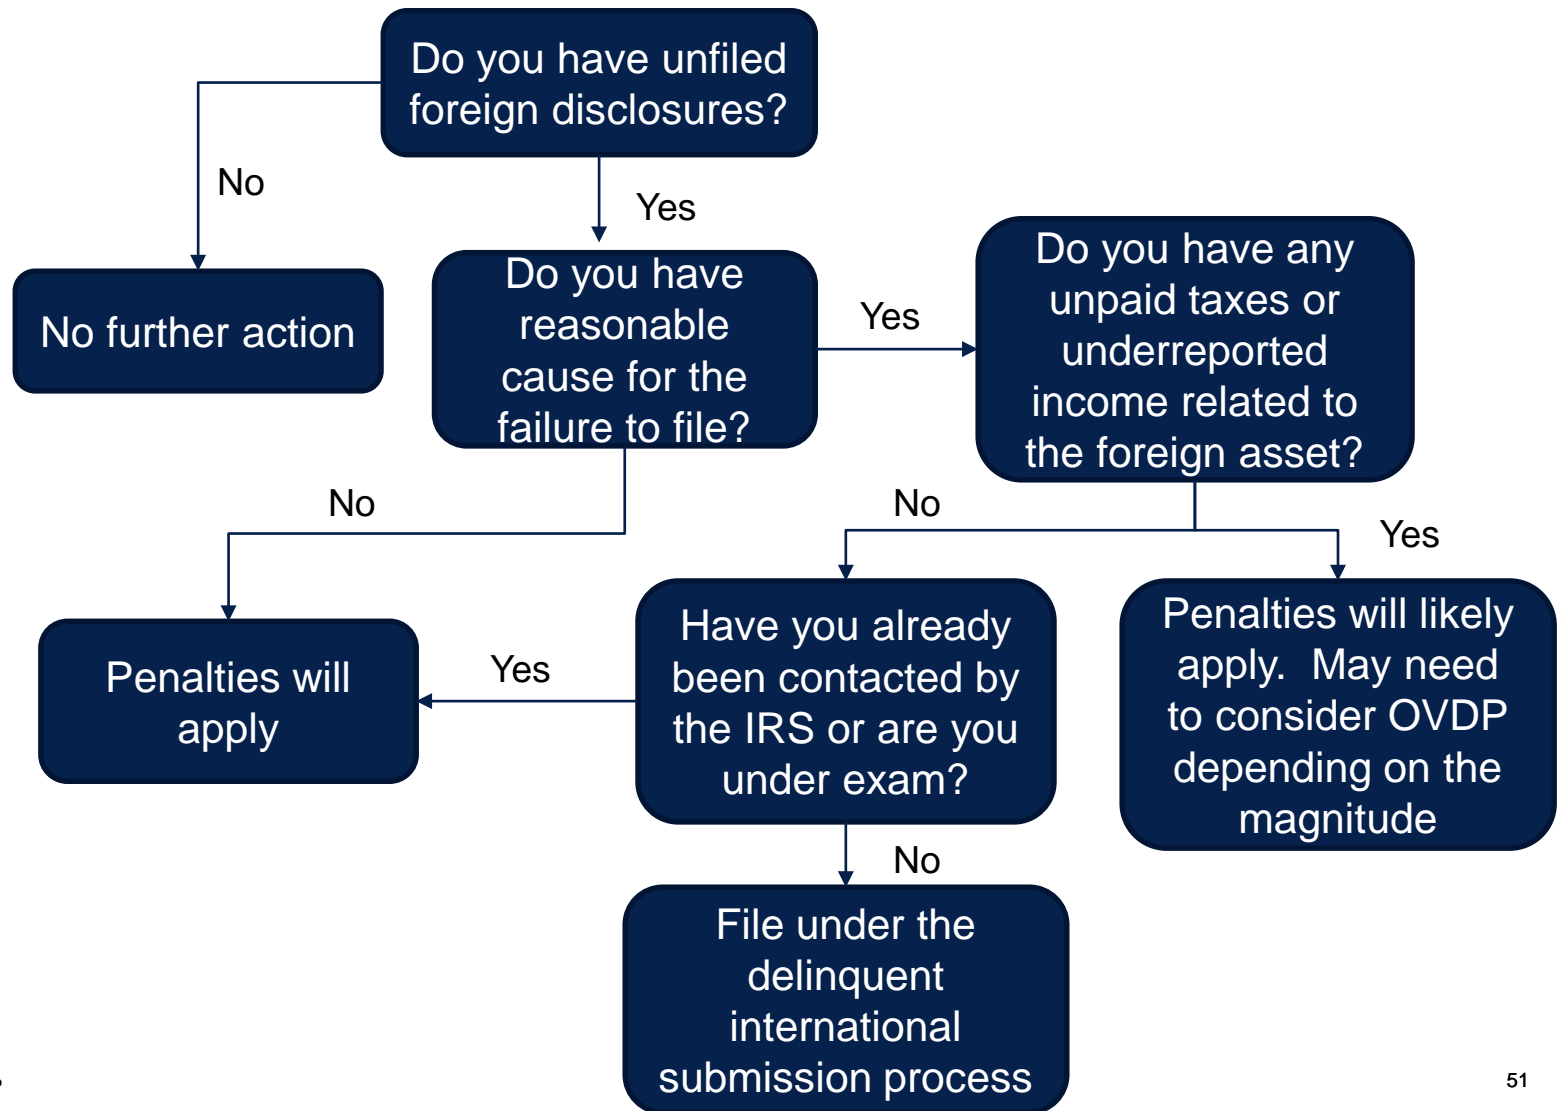 Do you have unfiled
foreign disclosures?
No
Yes
No further action
Do you have
reasonable
cause for the
failure to file?
Yes
Do you have any
unpaid taxes or
underreported
income related to
the foreign asset?
No
No
Yes
Penalties will
apply
Yes
Have you already
been contacted by
the IRS or are you
under exam?
Penalties will likely
apply.  May need
to consider OVDP
depending on the
magnitude
No
File under the
delinquent
international
submission process
51